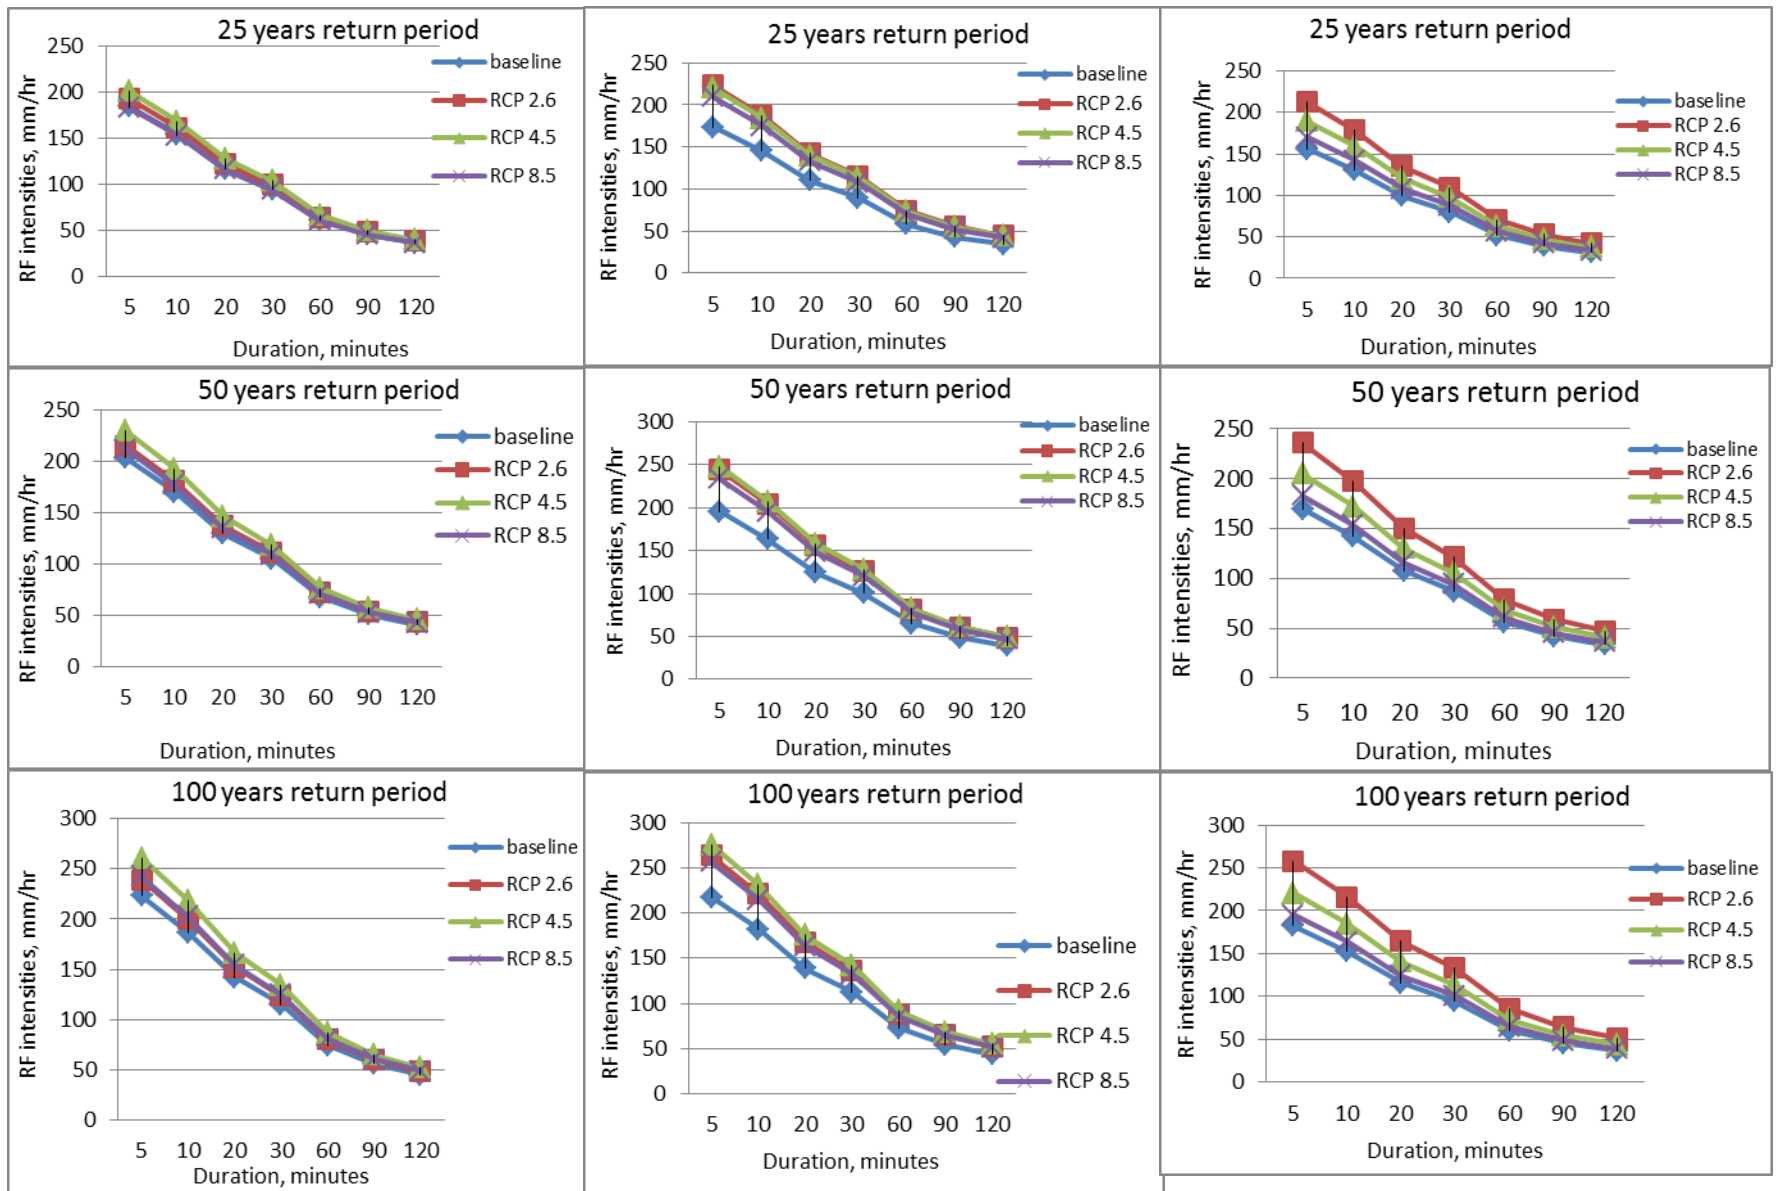 25 years return period
RF intensities, mm/hr
250
200
150
100
50
0
5 10 20 30 60 90 120
Duration, minutes
baseline
RCP 2.6
RCP 4.5
RCP 8.5
25 years return period
RF intensities, mm/hr
250
200
150
100
50
0
5 10 20 30 60 90 120
Duration, minutes
baseline
RCP 2.6
RCP 4.5
RCP 8.5
25 years return period
RF intensities, mm/hr
250
200
150
100
50
0
5 10 20 30 60 90 120
Duration, minutes
baseline
RCP 2.6
RCP 4.5
RCP 8.5
50 years return period
RF intensities, mm/hr
250
200
150
100
50
0
5 10 20 30 60 90 120
Duration, minutes
baseline
RCP 2.6
RCP 4.5
RCP 8.5
50 years return period
RF intensities, mm/hr
300
250
200
150
100
50
0
5 10 20 30 60 90 120
Duration, minutes
baseline
RCP 2.6
RCP 4.5
RCP 8.5
50 years return period
RF intensities, mm/hr
250
200
150
100
50
0
5 10 20 30 60 90 120
Duration, minutes
baseline
RCP 2.6
RCP 4.5
RCP 8.5
100 years return period
RF intensities, mm/hr
300
250
200
150
100
50
0
5 10 20 30 60 90 120
Duration, minutes
baseline
RCP 2.6
RCP 4.5
RCP 8.5
100 years return period
RF intensities, mm/hr
300
250
200
150
100
50
0
5 10 20 30 60 90 120
Duration, minutes
baseline
RCP 2.6
RCP 4.5
RCP 8.5
100 years return period
RF intensities, mm/hr
300
250
200
150
100
50
0
5 10 20 30 60 90 120
Duration, minutes
baseline
RCP 2.6
RCP 4.5
RCP 8.5